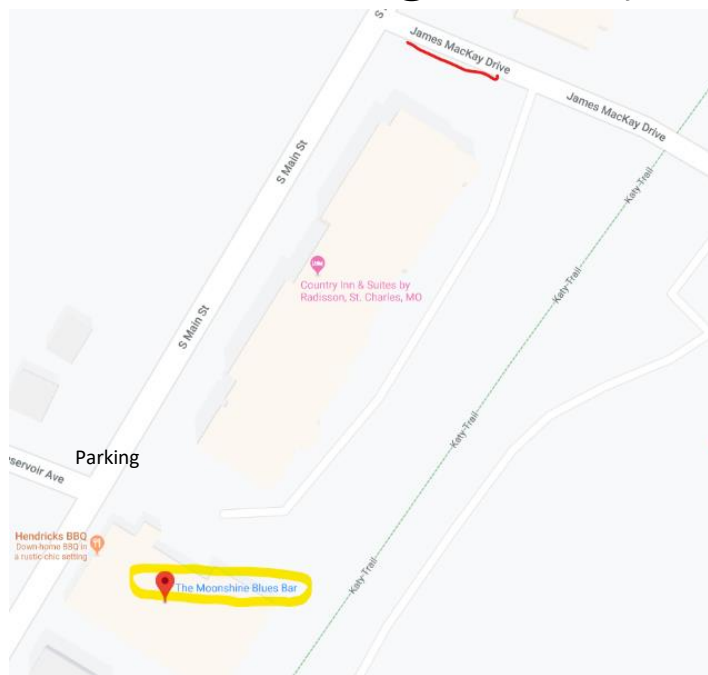 James MacKay Drive
James MacKay Drive
S Main St
Katy Trail
Country Inn & Suites by
Radisson, St. Charles, MO
Katy Trail
S Main St
Katy Trail
Parking
Hendricks BBQ
Down-home BBQ in
a rustic-chic setting
The Moonshine Blues Bar
Katy Trail